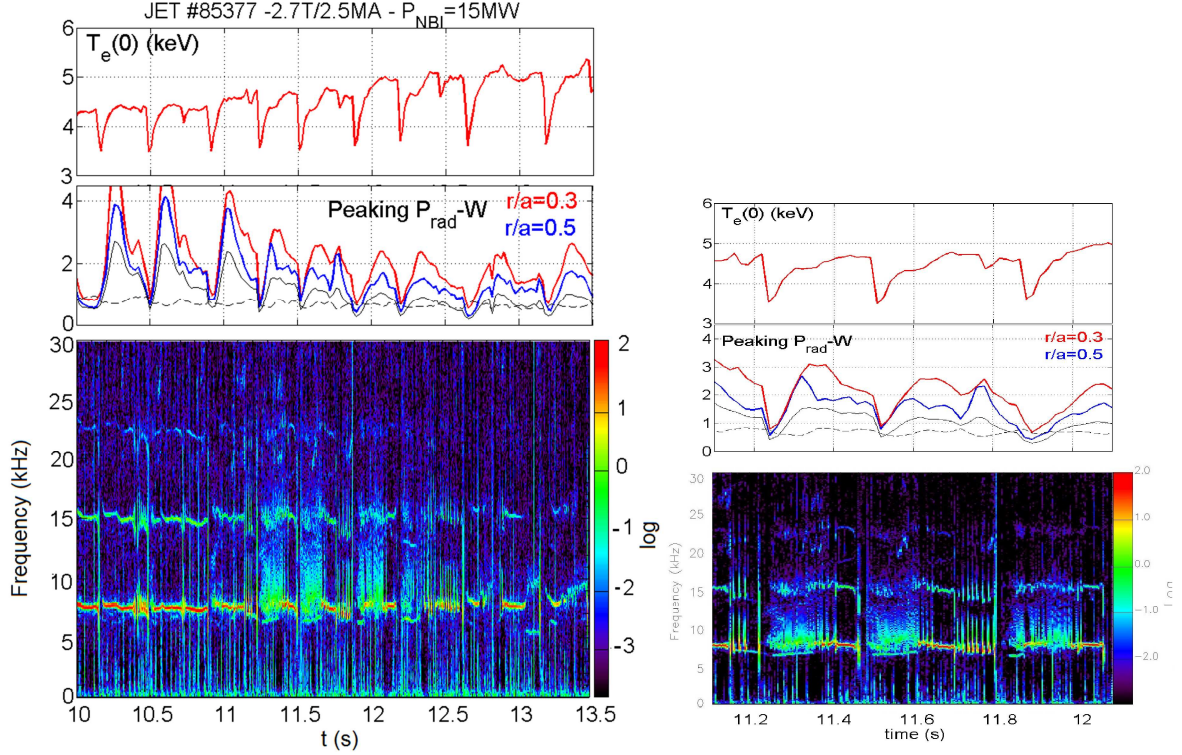 JET #85377 -2.7T/2.5MA - P_NBI=15MW
6
T_e(0) (keV)
5
4
3
4
Peaking P_rad-W
r/a=0.3
r/a=0.5
2
0
30
25
20
15
10
5
0
Frequency (kHz)
2
1
0
-1
-2
-3
log
10 10.5 11 11.5 12 12.5 13 13.5
t (s)
6
T_e(0) (keV)
5
4
3
5
Peaking P_rad-W
r/a=0.3
r/a=0.5
4
3
2
1
0
30
25
20
15
10
5
0
Frequency (kHz)
2.0
1.0
0.0
-1.0
-2.0
11.2 11.4 11.6 11.8 12
time (s)